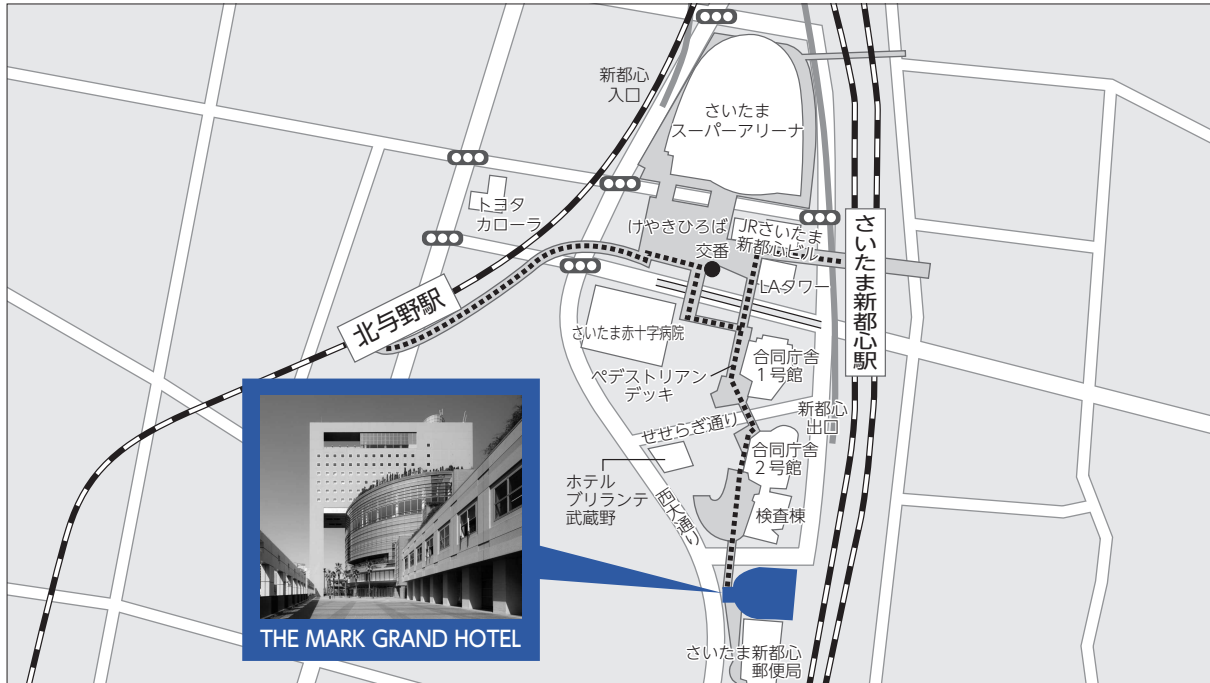 新都心
入口
さいたま
スーパーアリーナ
トヨタ
カローラ
けやきひろば
交番
JRさいたま
新都心ビル
LAタワー
さいたま新都心駅
北与野駅
さいたま赤十字病院
合同庁舎
1号館
ペデストリアン
デッキ
せせらぎ通り
新都心
出口
合同庁舎
2号館
ホテル
ブリランテ
武蔵野
西大通り
検査棟
THE MARK GRAND HOTEL
さいたま新都心
郵便局